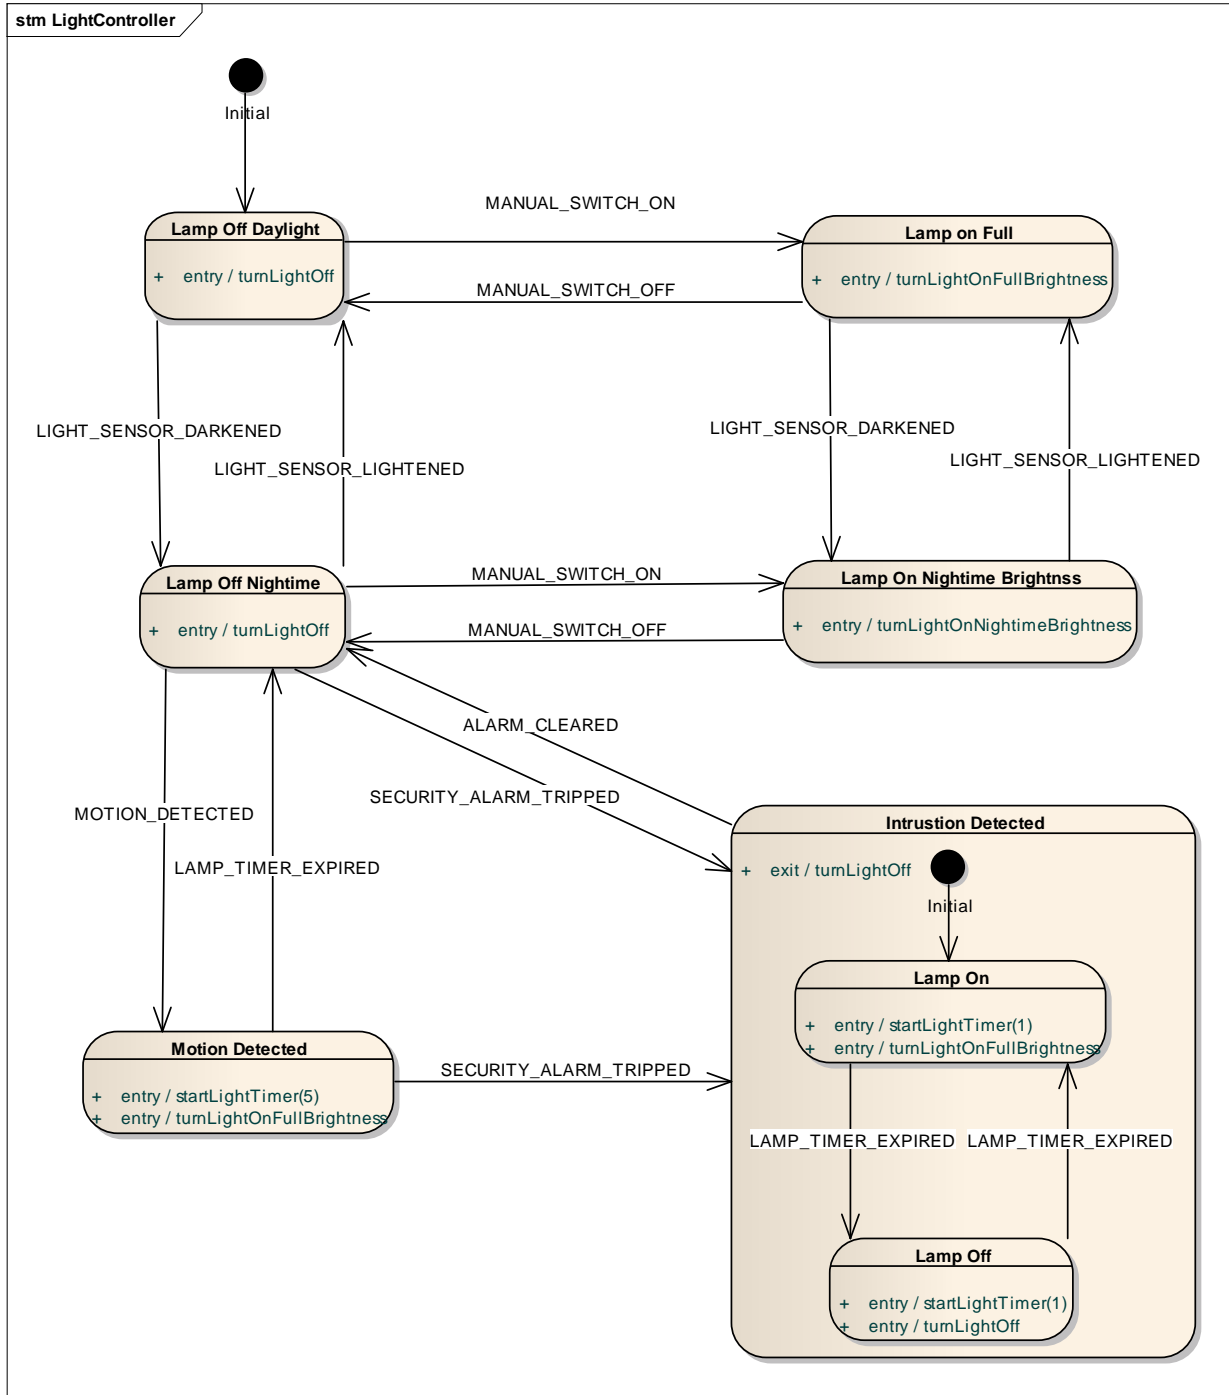 stm LightController
Initial
MANUAL_SWITCH_ON
Lamp Off Daylight
+ entry / turnLightOff
Lamp on Full
+ entry / turnLightOnFullBrightness
MANUAL_SWITCH_OFF
LIGHT_SENSOR_DARKENED
LIGHT_SENSOR_LIGHTENED
LIGHT_SENSOR_DARKENED
LIGHT_SENSOR_LIGHTENED
Lamp Off Nightime
+ entry / turnLightOff
MANUAL_SWITCH_ON
MANUAL_SWITCH_OFF
Lamp On Nightime Brightnss
+ entry / turnLightOnNightimeBrightness
ALARM_CLEARED
SECURITY_ALARM_TRIPPED
MOTION_DETECTED
LAMP_TIMER_EXPIRED
Intrustion Detected
+ exit / turnLightOff
Initial
Lamp On
+ entry / startLightTimer(1)
+ entry / turnLightOnFullBrightness
Motion Detected
+ entry / startLightTimer(5)
+ entry / turnLightOnFullBrightness
SECURITY_ALARM_TRIPPED
LAMP_TIMER_EXPIRED
LAMP_TIMER_EXPIRED
Lamp Off
+ entry / startLightTimer(1)
+ entry / turnLightOff